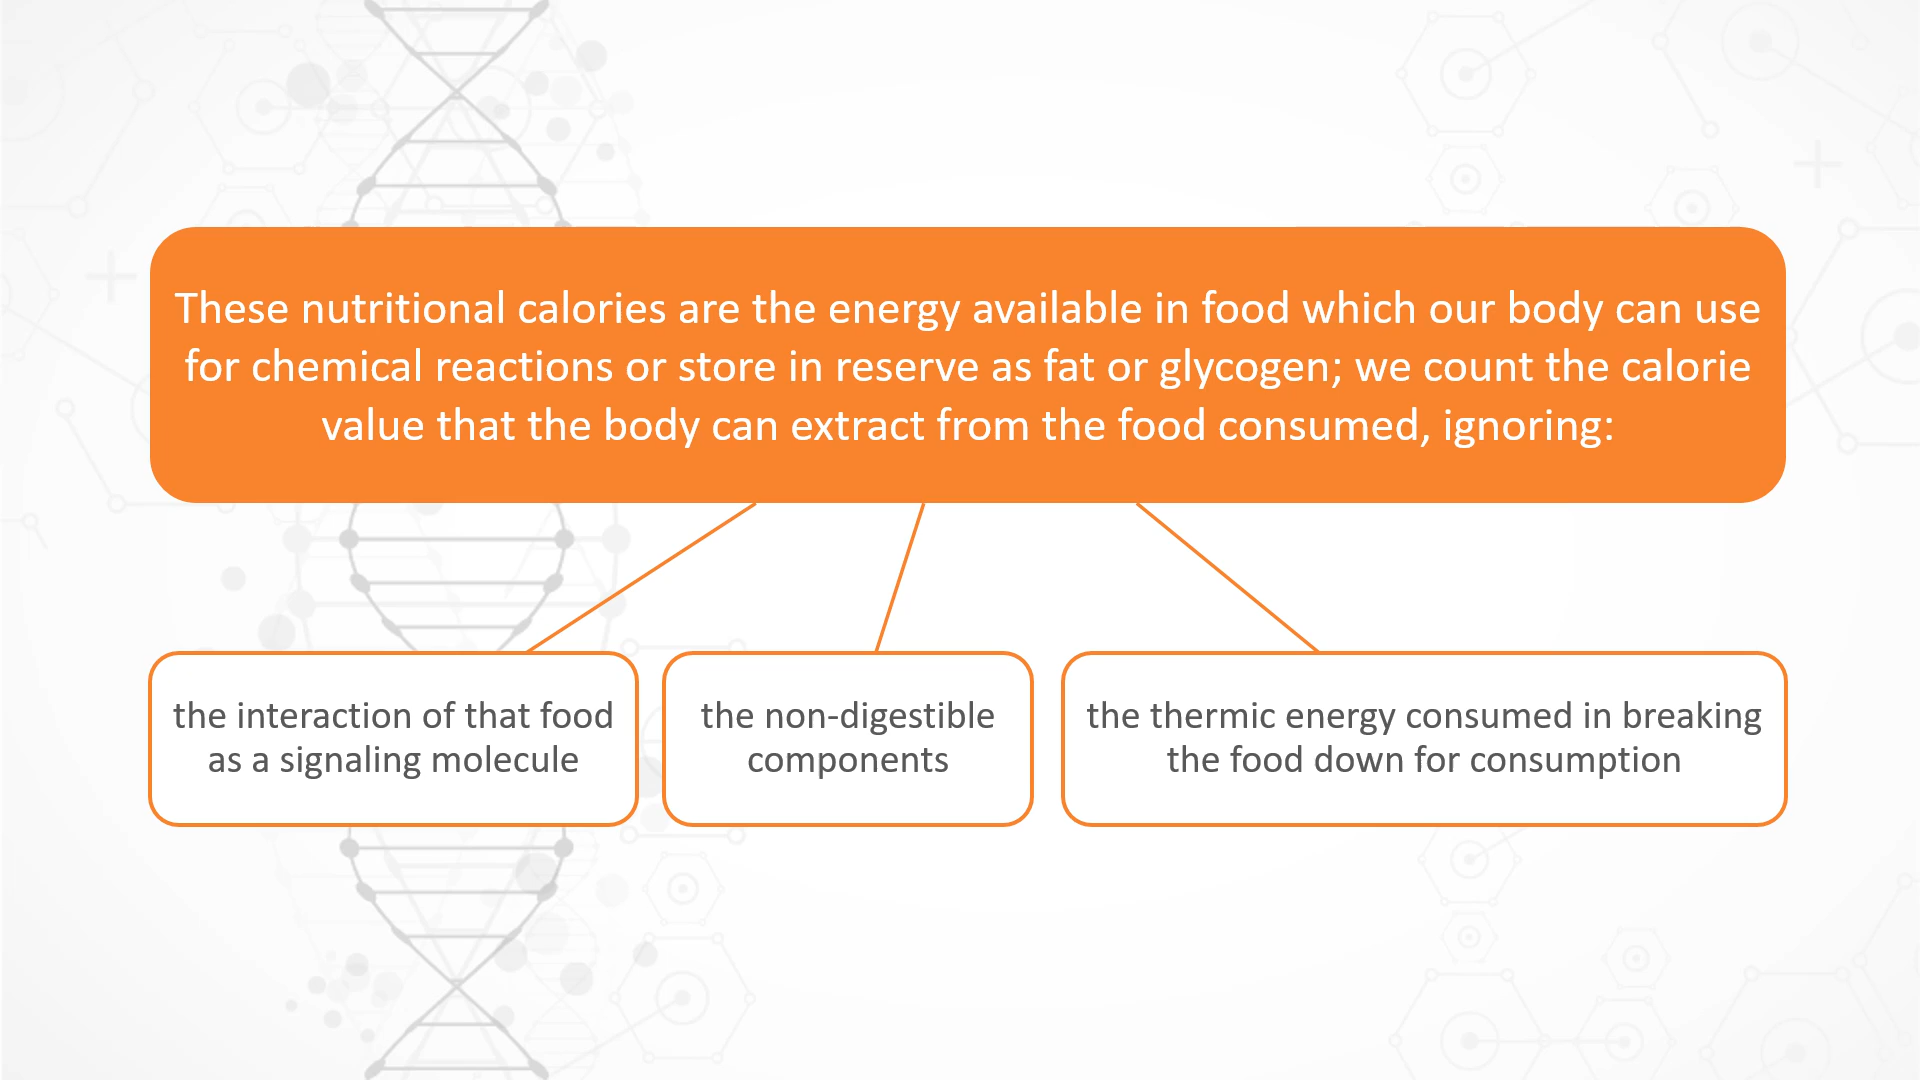 These nutritional calories are the energy available in food which our body can use
for chemical reactions or store in reserve as fat or glycogen; we count the calorie
value that the body can extract from the food consumed, ignoring:
the interaction of that food
as a signaling molecule
the non-digestible
components
the thermic energy consumed in breaking
the food down for consumption